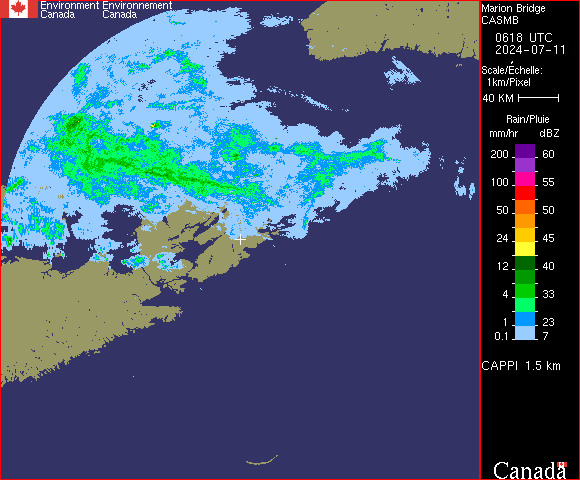 Environment Environnement
Canada Canada
Marion Bridge
CASMB
0618 UTC
2024-07-11
Scale/Échelle:
1km/Pixel
40 KM
Rain/Pluie
mm/hr dBZ
200 60
100 55
50 50
24 45
12 40
4 33
1 23
0.1 7
CAPPI 1.5 km
Canada